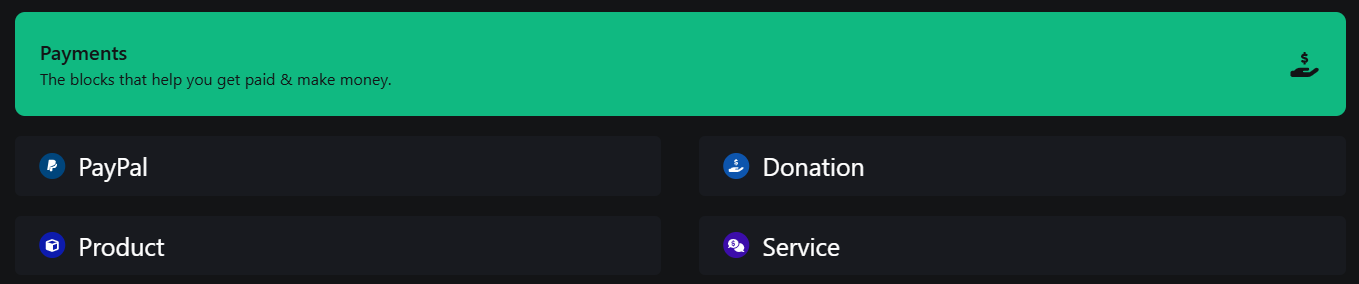 Payments
The blocks that help you get paid & make money.
PayPal
Donation
Product
Service